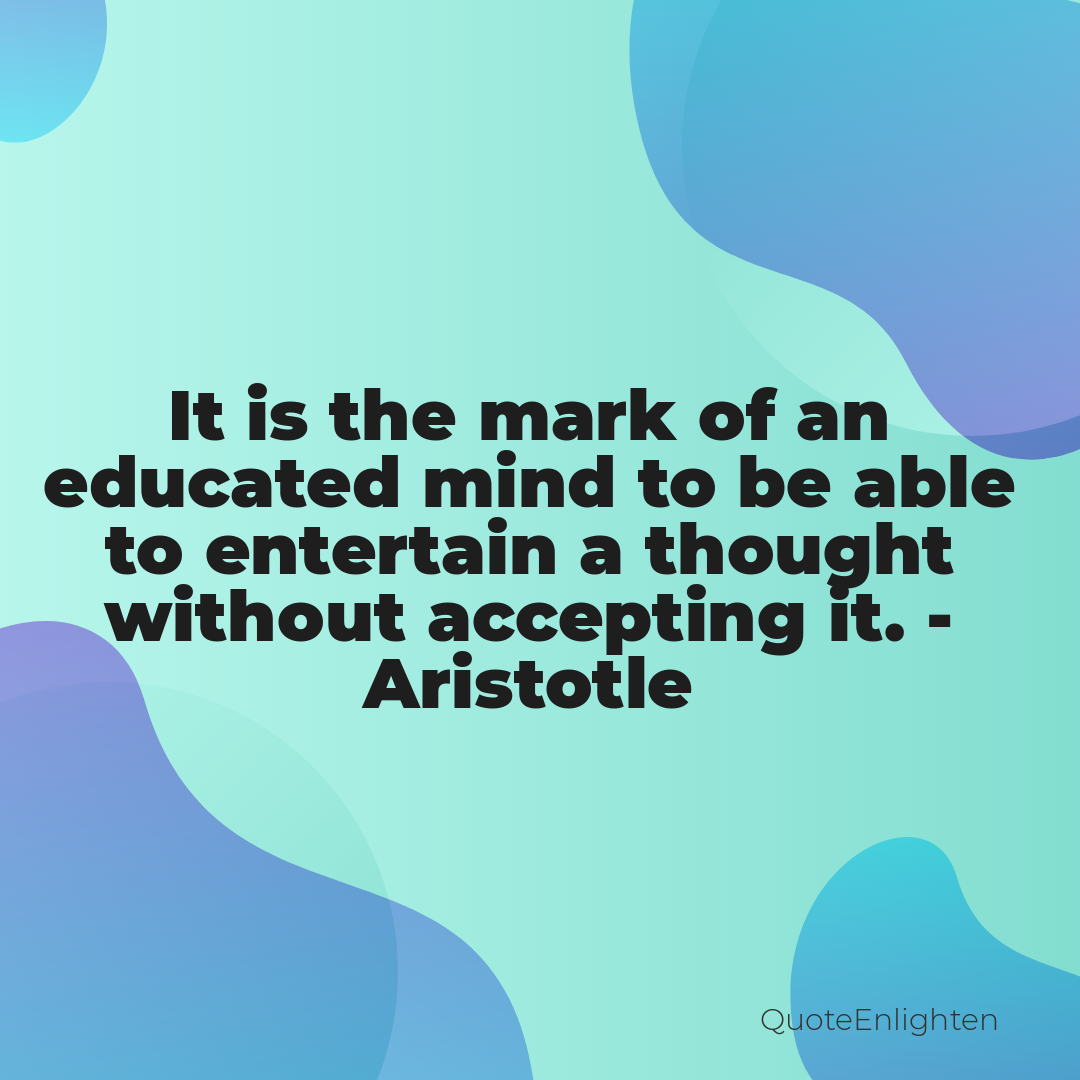 It is the mark of an
educated mind to be able
to entertain a thought
without accepting it. -
Aristotle
QuoteEnlighten